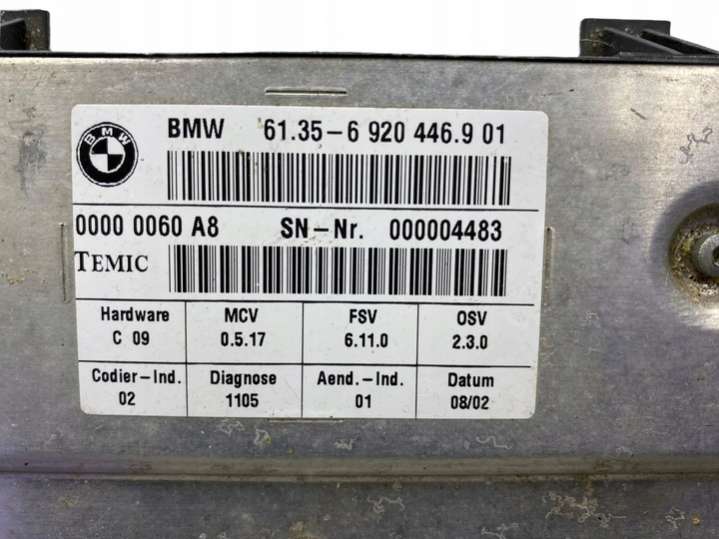 BMW
BMW 61.35-6 920 446.9 01
0000 0060 A8 SN-Nr. 000004483
TEMIC
Hardware MCV FSV OSV
C 09 0.5.17 6.11.0 2.3.0
Codier-Ind. Diagnose Aend.-Ind. Datum
02 1105 01 08/02